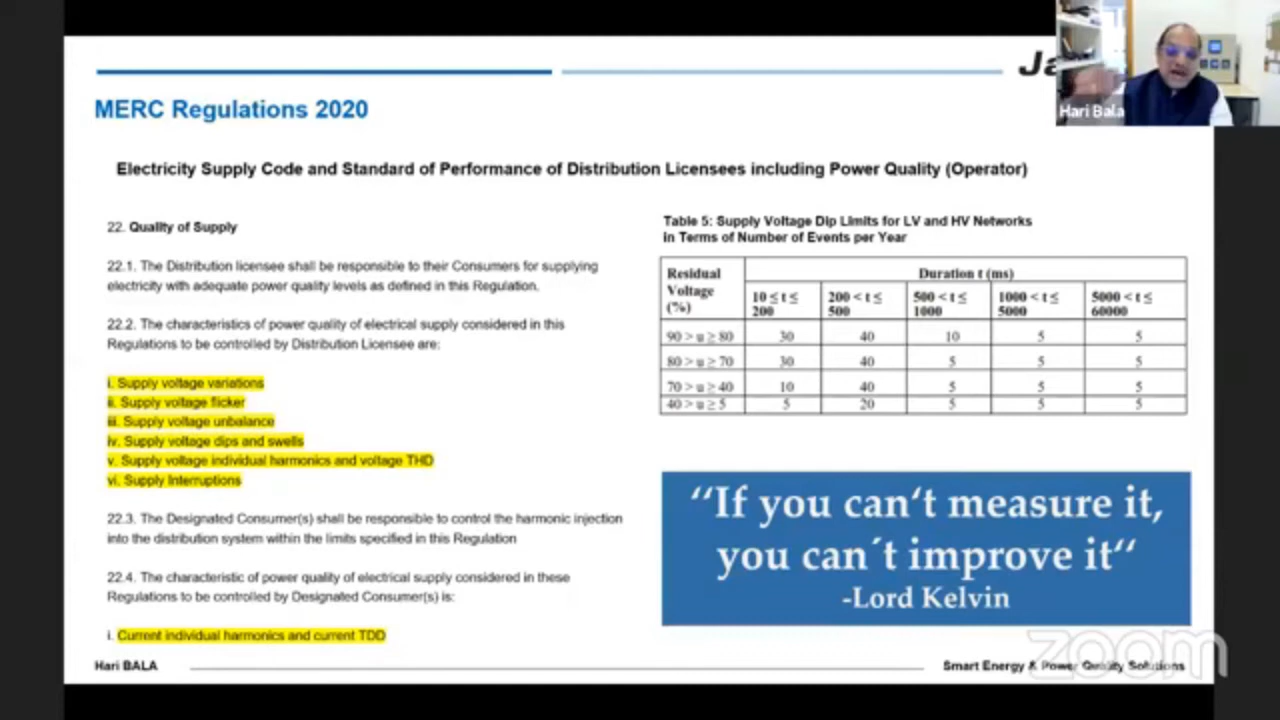 Ja
Hari Bala
MERC Regulations 2020
Electricity Supply Code and Standard of Performance of Distribution Licensees including Power Quality (Operator)
22. Quality of Supply
22.1. The Distribution licensee shall be responsible to their Consumers for supplying
electricity with adequate power quality levels as defined in this Regulation.
22.2. The characteristics of power quality of electrical supply considered in this
Regulations to be controlled by Distribution Licensee are:
i. Supply voltage variations
ii. Supply voltage flicker
iii. Supply voltage unbalance
iv. Supply voltage dips and swells
v. Supply voltage individual harmonics and voltage THD
vi. Supply Interruptions
22.3. The Designated Consumer(s) shall be responsible to control the harmonic injection
into the distribution system within the limits specified in this Regulation
22.4. The characteristic of power quality of electrical supply considered in these
Regulations to be controlled by Designated Consumer(s) is:
i. Current individual harmonics and current TDD
Table 5: Supply Voltage Dip Limits for LV and HV Networks
in Terms of Number of Events per Year
Residual Voltage (%) Duration t (ms)
10 ≤ t ≤ 200 200 < t ≤ 500 500 < t ≤ 1000 1000 < t ≤ 5000 5000 < t ≤ 60000
90 > u ≥ 80 30 40 10 5 5
80 > u ≥ 70 30 40 5 5 5
70 > u ≥ 40 10 40 5 5 5
40 > u ≥ 5 5 20 5 5 5
“If you can‘t measure it,
you can´t improve it“
-Lord Kelvin
Hari BALA
Smart Energy & Power Quality Solutions
zoom